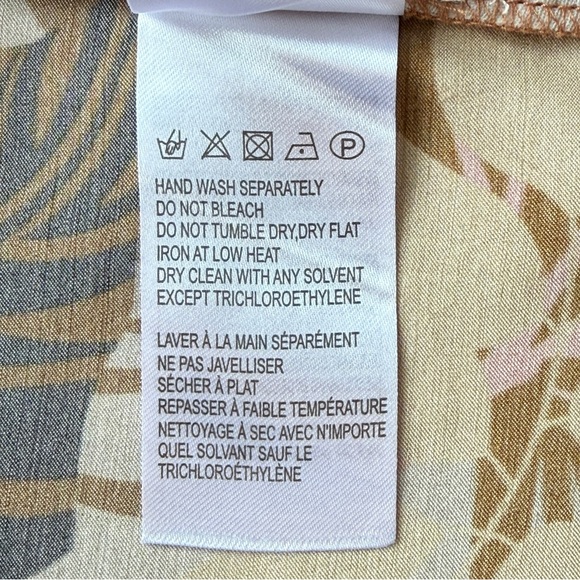 P
HAND WASH SEPARATELY
DO NOT BLEACH
DO NOT TUMBLE DRY,DRY FLAT
IRON AT LOW HEAT
DRY CLEAN WITH ANY SOLVENT
EXCEPT TRICHLOROETHYLENE
LAVER À LA MAIN SÉPARÉMENT
NE PAS JAVELLISER
SÉCHER À PLAT
REPASSER À FAIBLE TEMPÉRATURE
NETTOYAGE À SEC AVEC N'IMPORTE
QUEL SOLVANT SAUF LE
TRICHLOROÉTHYLÈNE